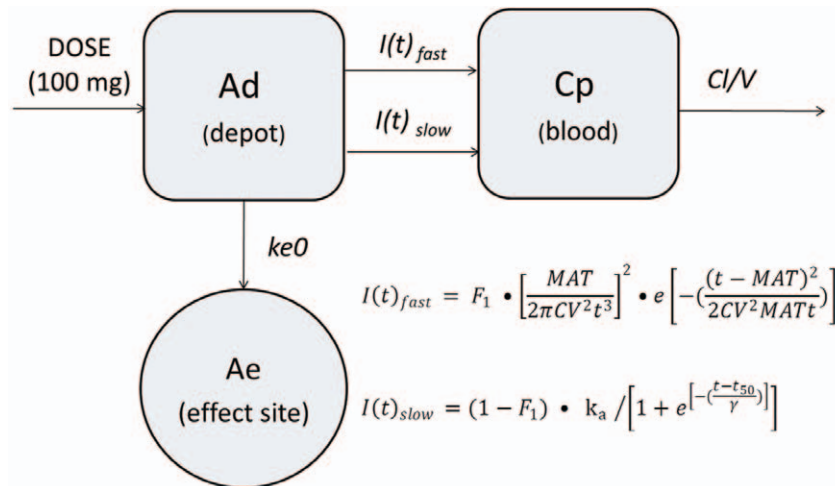 DOSE
(100 mg)
Ad
(depot)
I(t) fast
I(t) slow
Cp
(blood)
Cl/V
ke0
Ae
(effect site)
I(t)fast = F1 • [MAT / 2πCV²t³]² • e [−((t − MAT)² / 2CV²MATt)]
I(t)slow = (1 − F1) • ka /[1 + e[−((t−t50)/γ)]]